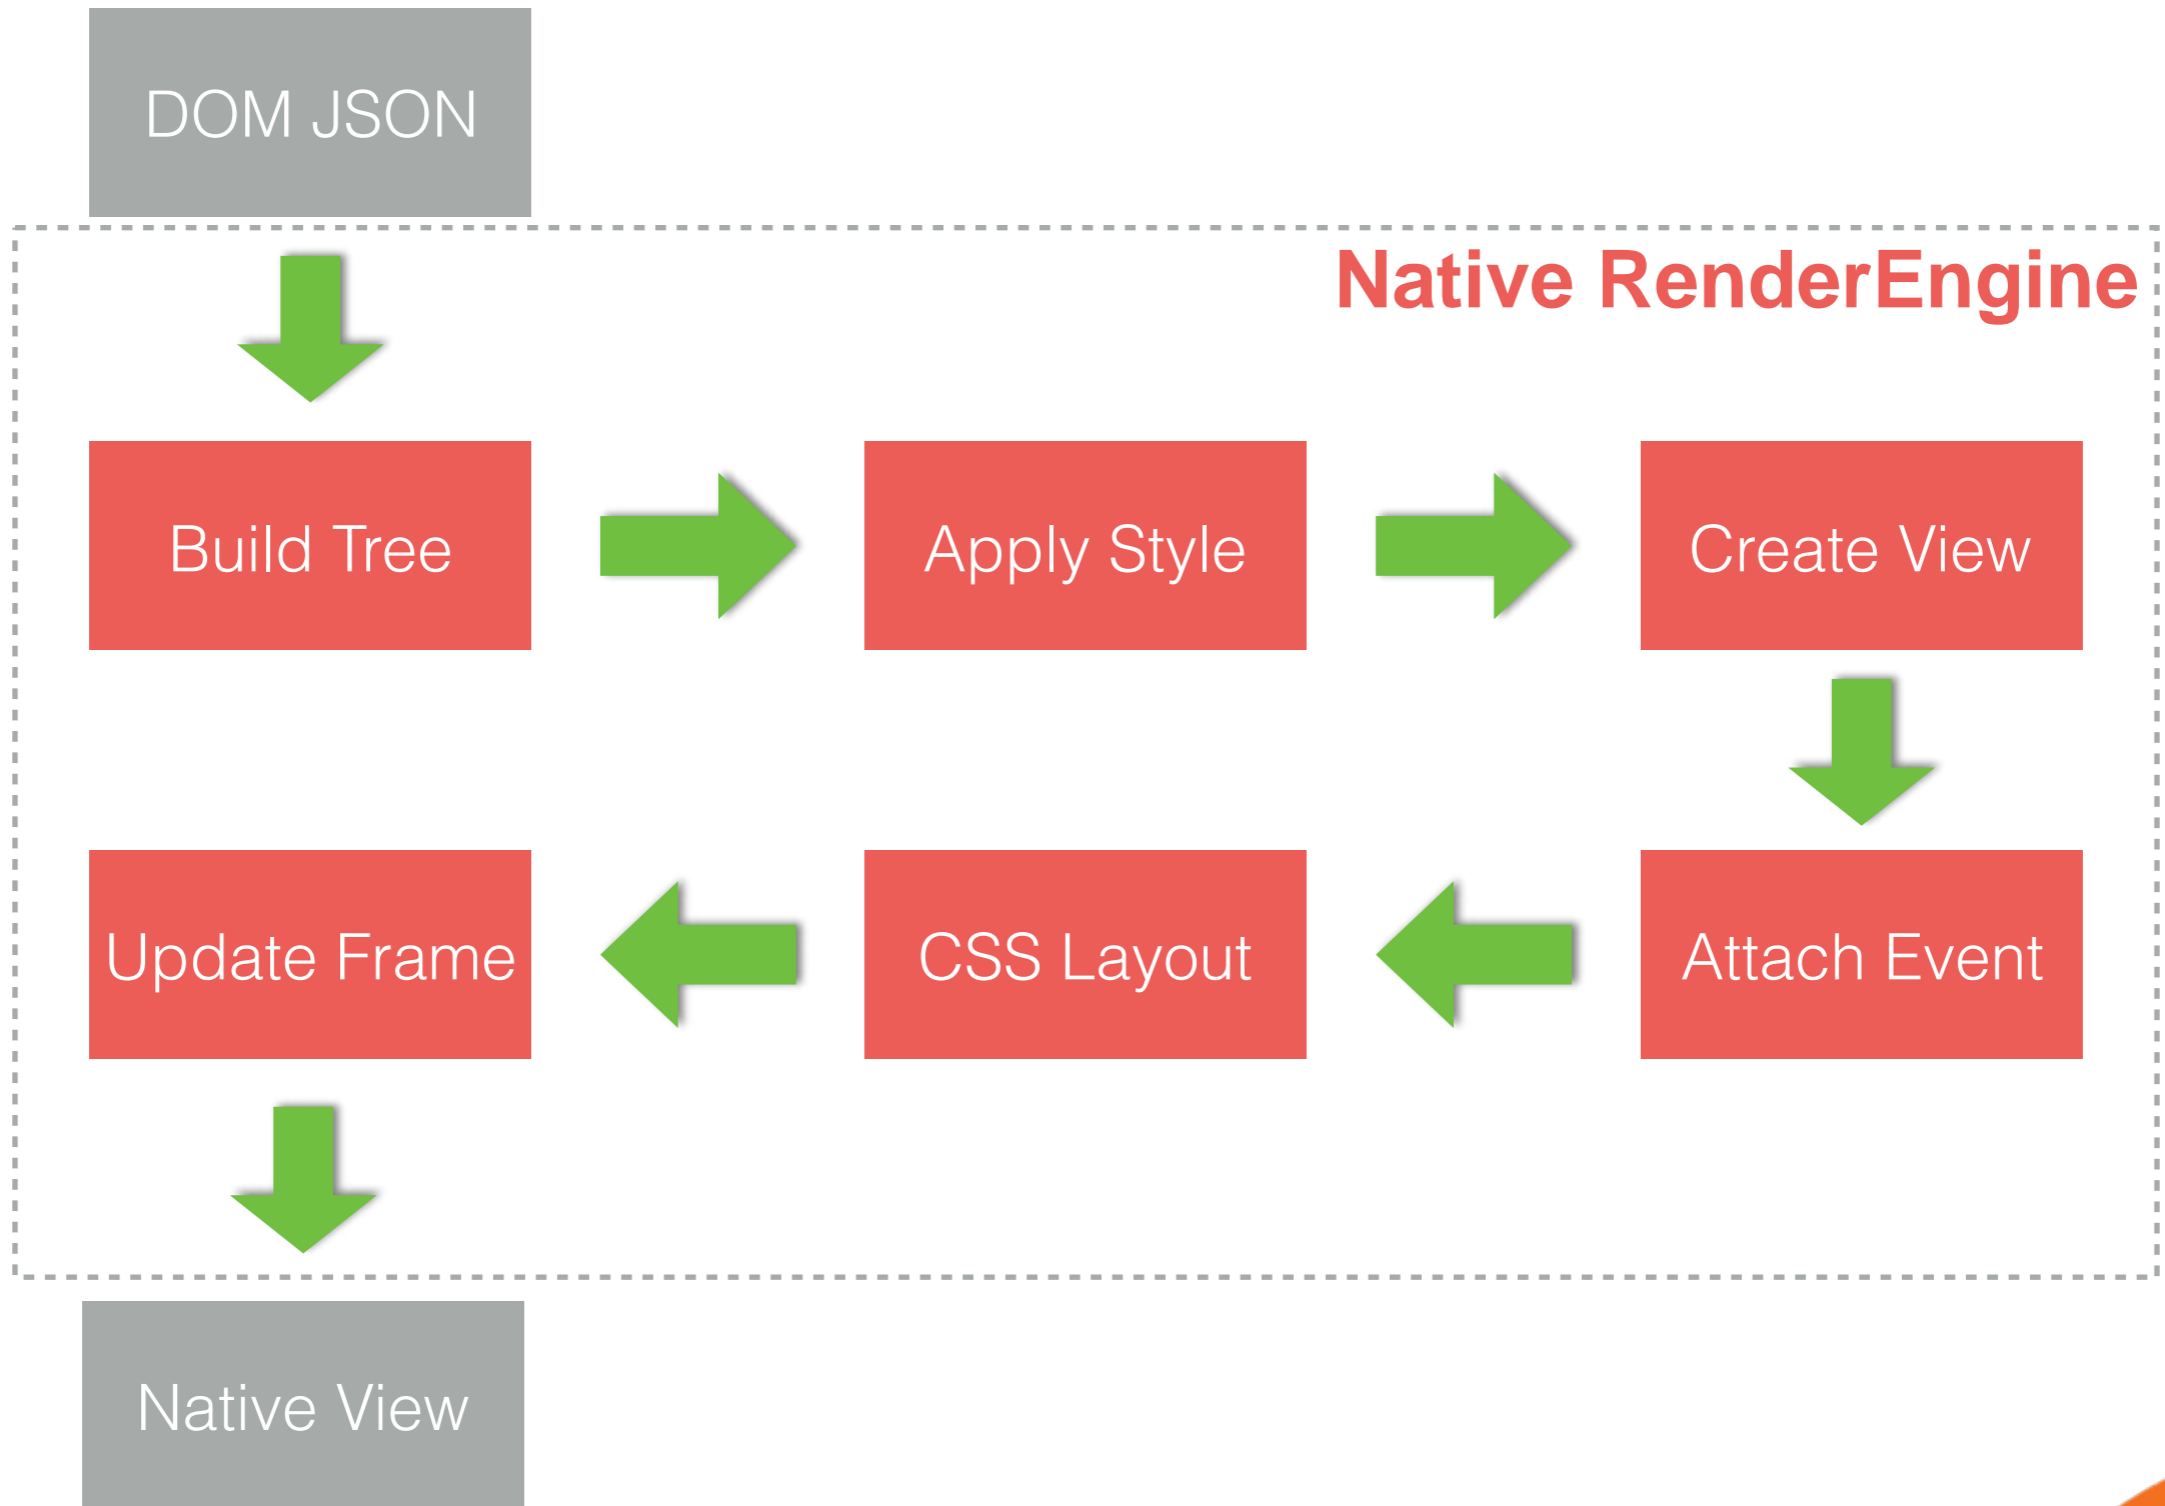 DOM JSON
Native RenderEngine
Build Tree
Apply Style
Create View
Update Frame
CSS Layout
Attach Event
Native View